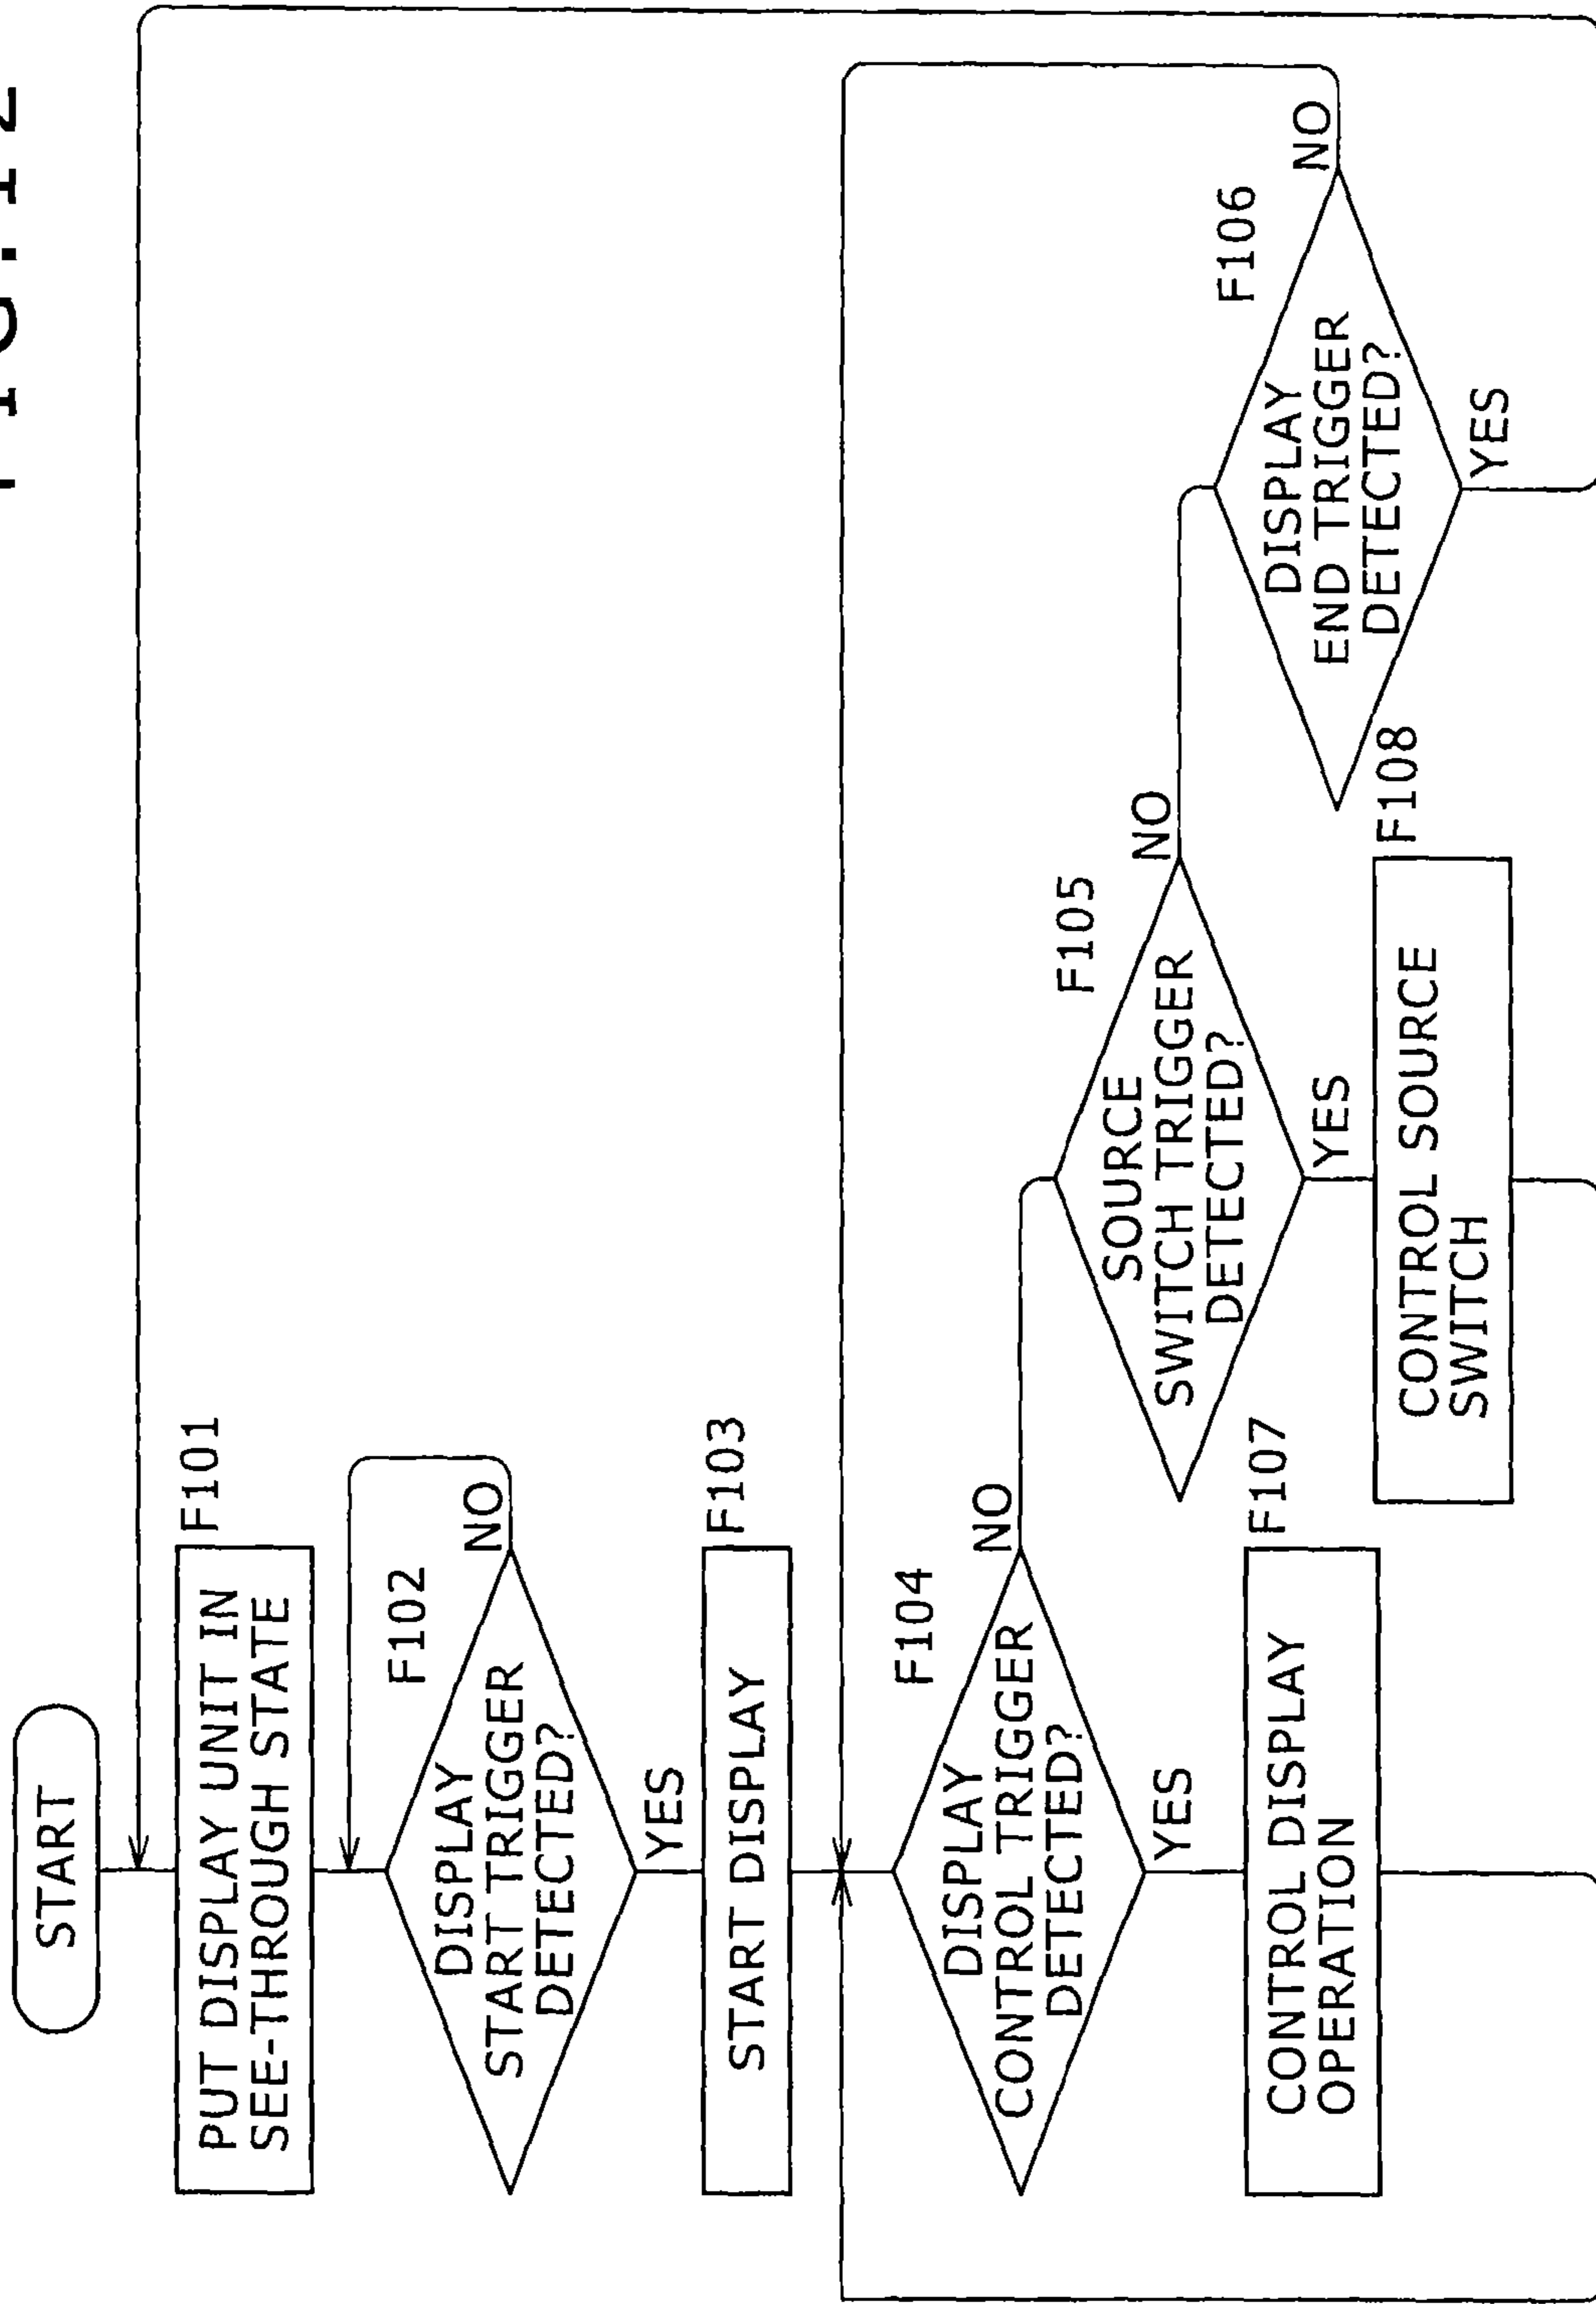 START
F101
PUT DISPLAY UNIT IN
SEE-THROUGH STATE
F102
DISPLAY
START TRIGGER
DETECTED?
NO
YES
F103
START DISPLAY
F104
DISPLAY
CONTROL TRIGGER
DETECTED?
NO
YES
F105
SOURCE
SWITCH TRIGGER
DETECTED?
NO
YES
F106
DISPLAY
END TRIGGER
DETECTED?
NO
YES
F107
CONTROL DISPLAY
OPERATION
F108
CONTROL SOURCE
SWITCH